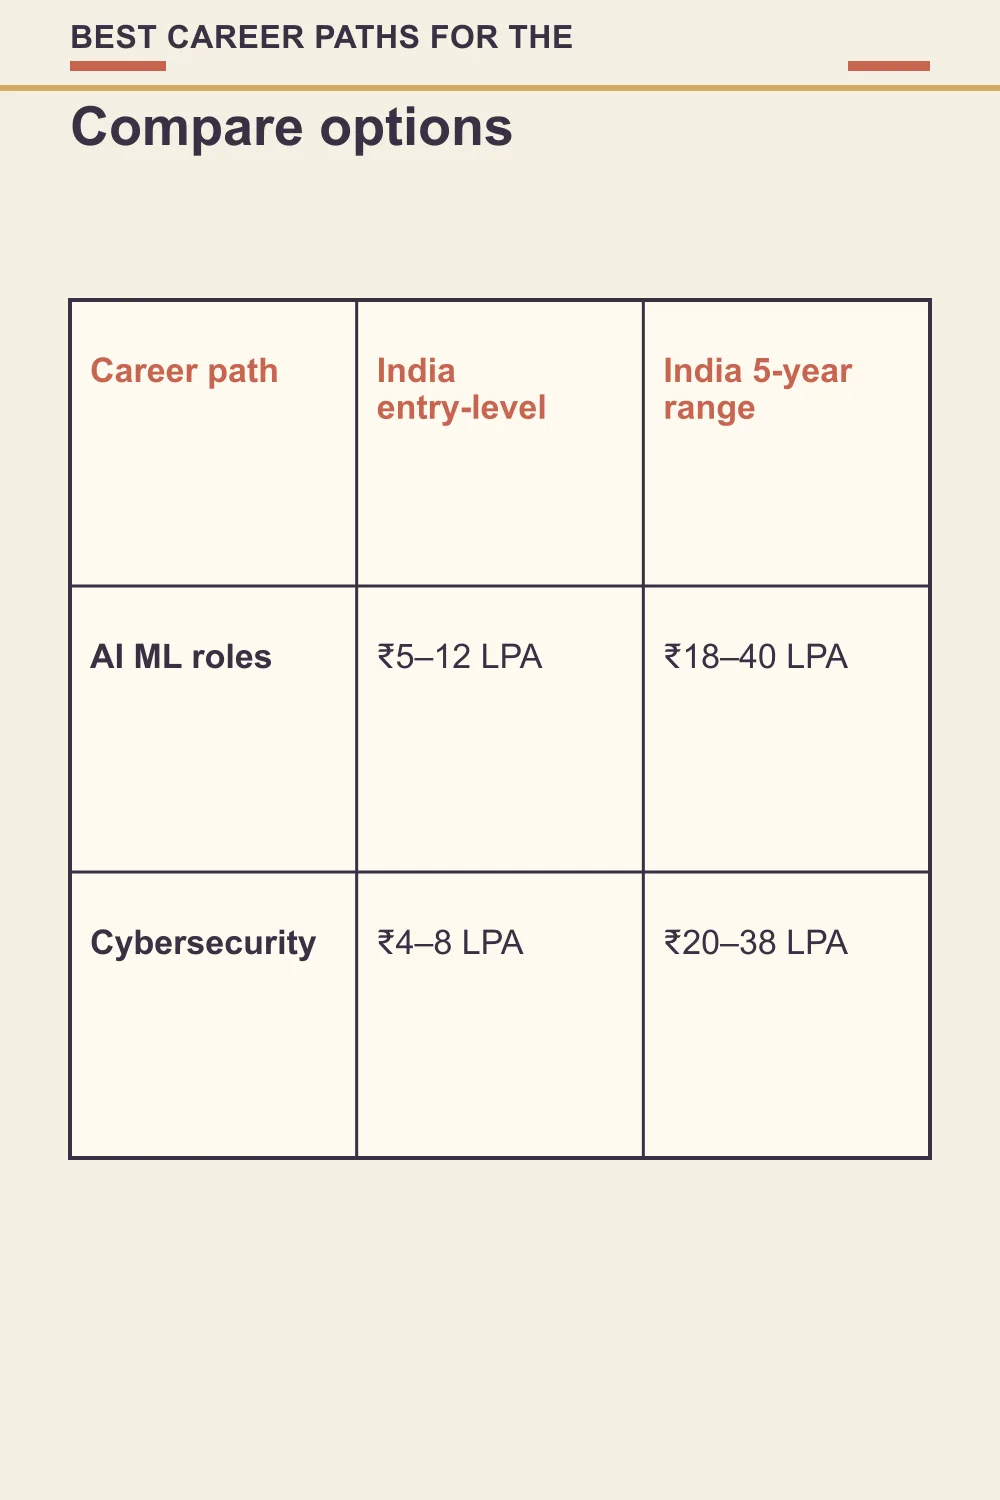 BEST CAREER PATHS FOR THE
Compare options
Career path
India
entry-level
India 5-year
range
AI ML roles
₹5–12 LPA
₹18–40 LPA
Cybersecurity
₹4–8 LPA
₹20–38 LPA